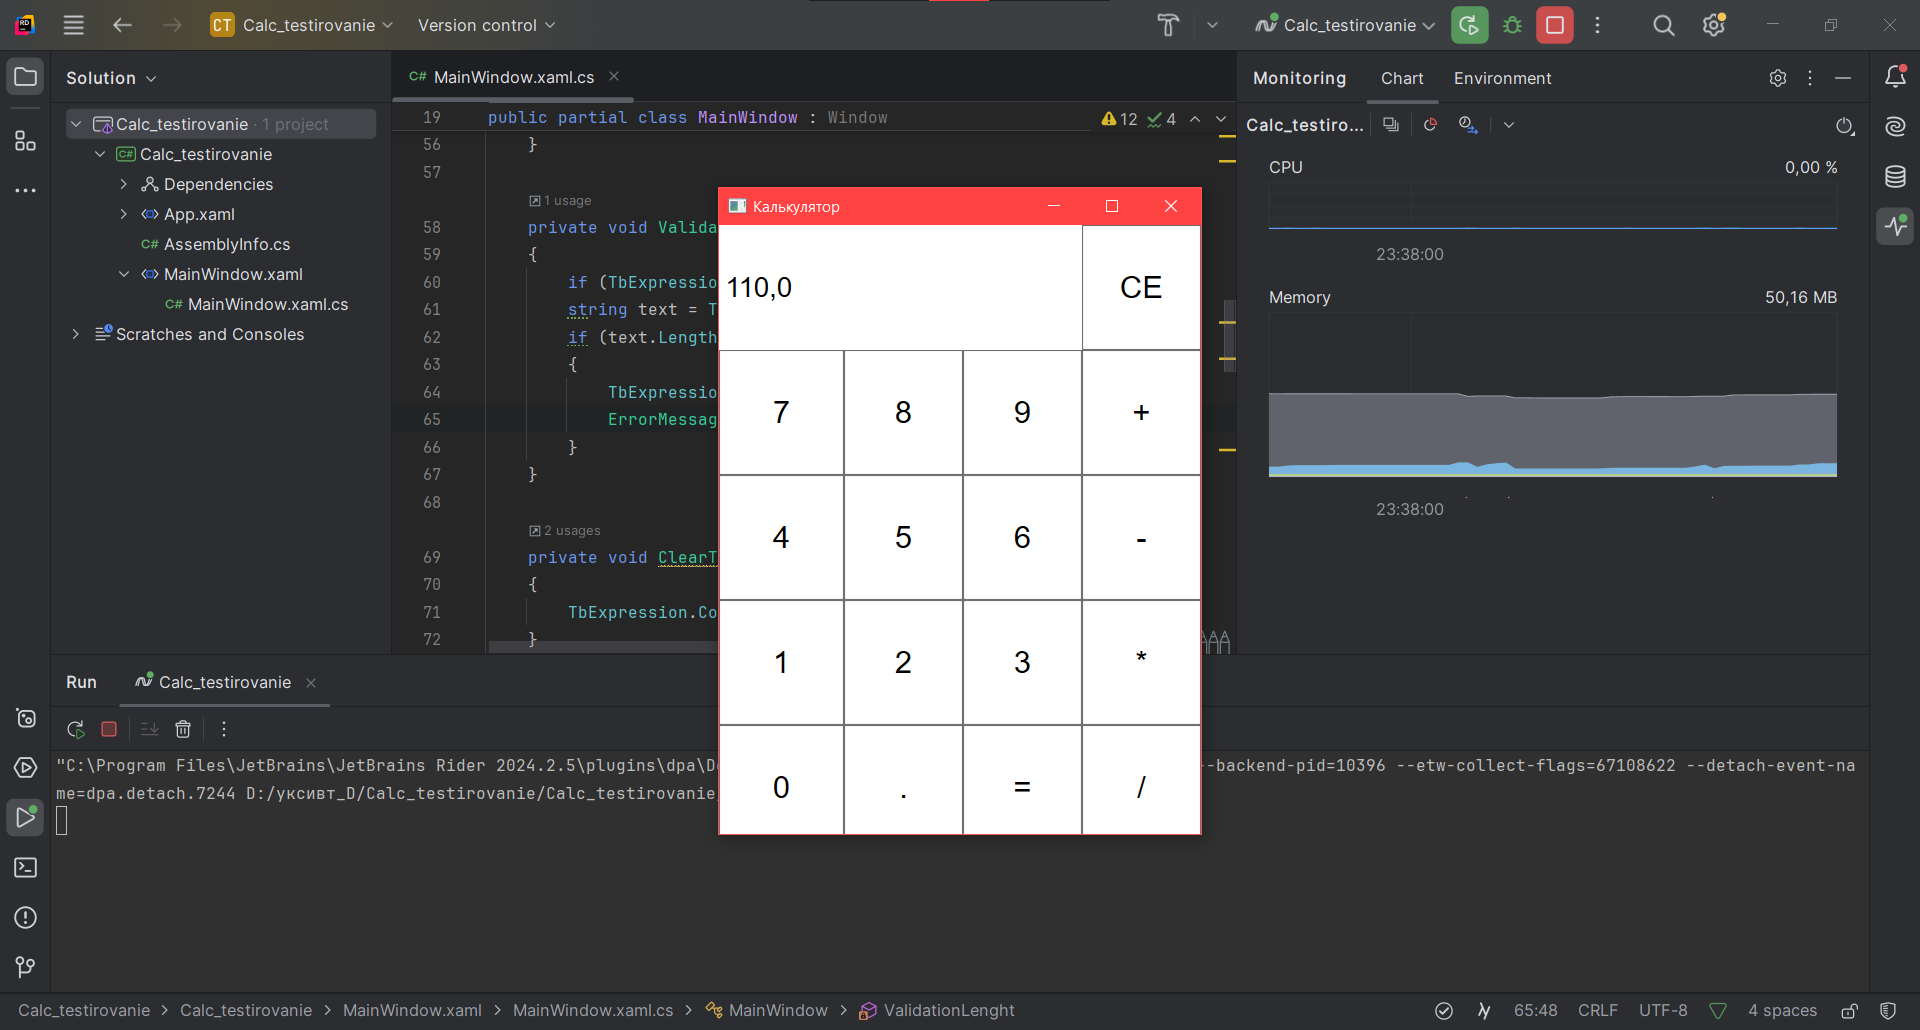 CT Calc_testirovanie Version control Calc_testirovanie
Solution
Calc_testirovanie · 1 project
C# Calc_testirovanie
Dependencies
App.xaml
C# AssemblyInfo.cs
MainWindow.xaml
C# MainWindow.xaml.cs
Scratches and Consoles
C# MainWindow.xaml.cs
19 public partial class MainWindow : Window
12 4
56 }
57
1 usage
58 private void Valida
59 {
60 if (TbExpressio
61 string text = T
62 if (text.Length
63 {
64 TbExpressio
65 ErrorMessag
66 }
67 }
68
2 usages
69 private void ClearT
70 {
71 TbExpression.Co
72 }
Калькулятор
110,0 CE
7 8 9 +
4 5 6 -
1 2 3 *
0 . = /
Monitoring Chart Environment
Calc_testiro...
CPU 0,00 %
23:38:00
Memory 50,16 MB
23:38:00
Run Calc_testirovanie
"C:\Program Files\JetBrains\JetBrains Rider 2024.2.5\plugins\dpa\D --backend-pid=10396 --etw-collect-flags=67108622 --detach-event-na
me=dpa.detach.7244 D:/уксивт_D/Calc_testirovanie/Calc_testirovanie
Calc_testirovanie > Calc_testirovanie > MainWindow.xaml > MainWindow.xaml.cs > MainWindow > ValidationLenght
65:48 CRLF UTF-8 4 spaces